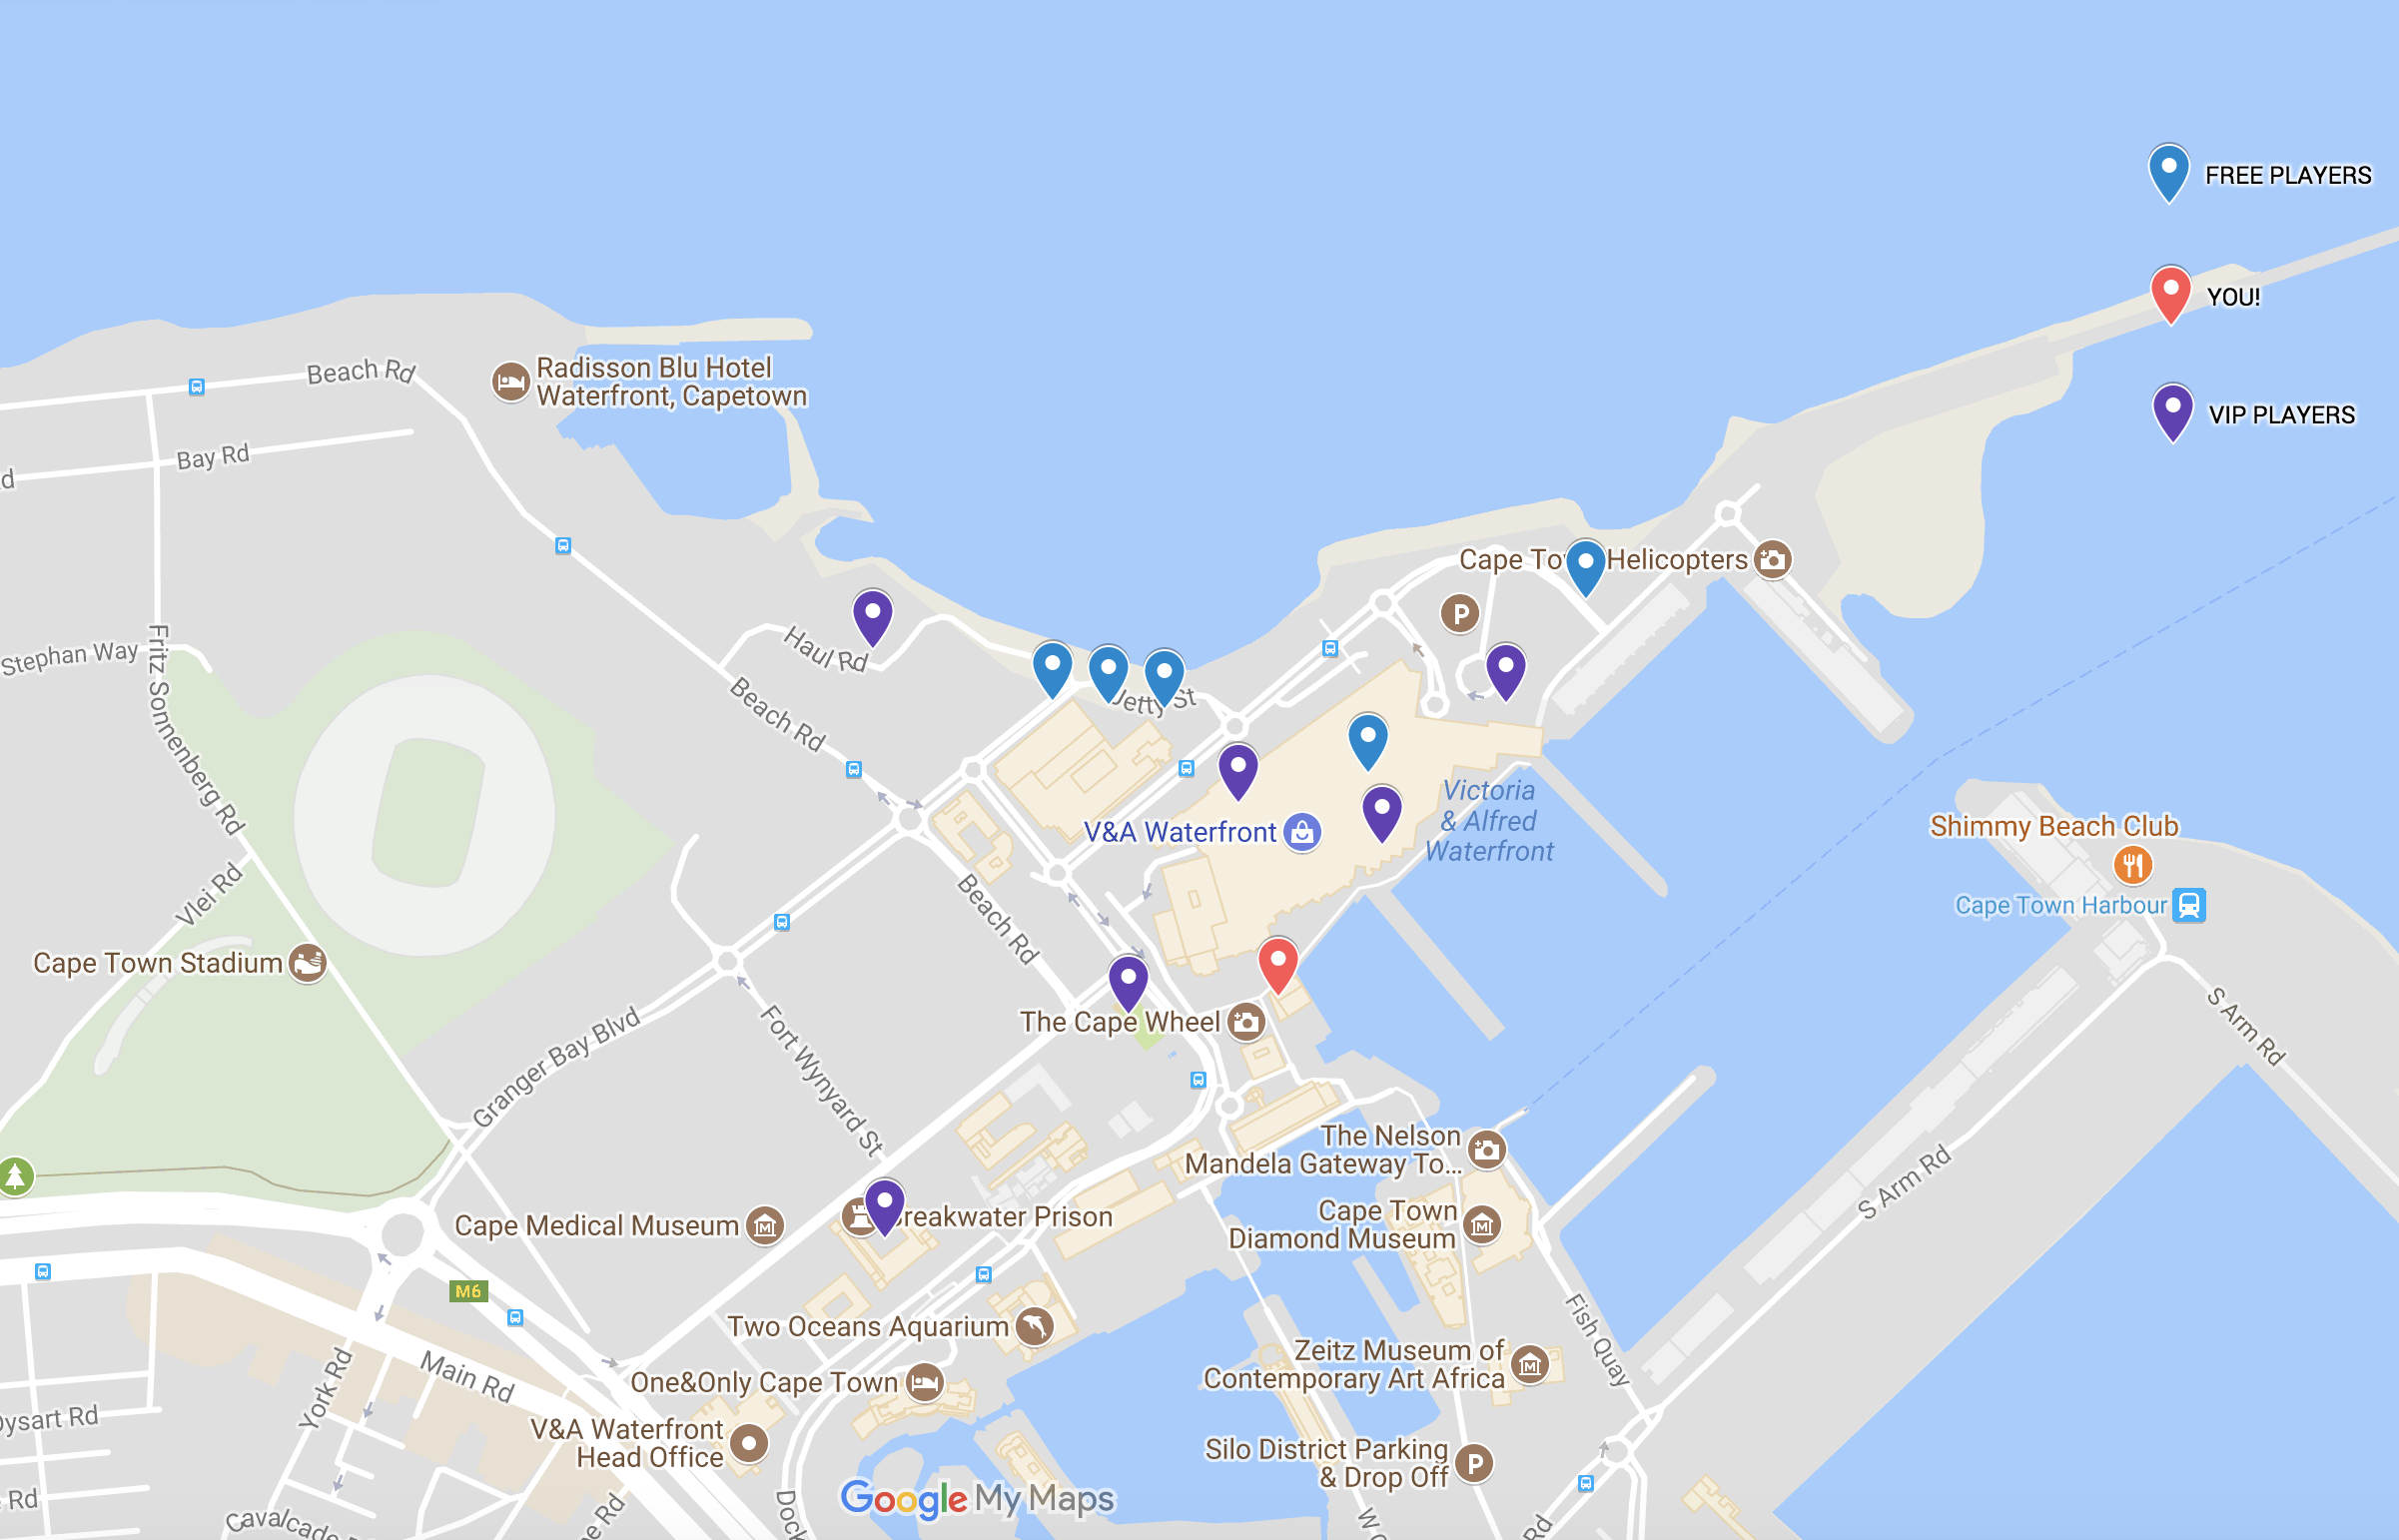 FREE PLAYERS
YOU!
VIP PLAYERS
Beach Rd
Radisson Blu Hotel
Waterfront, Capetown
Bay Rd
d
Cape To
Helicopters
P
Stephan Way
Fritz Sonnenberg Rd
Haul Rd
Beach Rd
Jetty St
V&A Waterfront
Victoria
& Alfred
Waterfront
Shimmy Beach Club
Cape Town Harbour
Vlei Rd
Beach Rd
Cape Town Stadium
The Cape Wheel
S Arm Rd
Granger Bay Blvd
Fort Wynyard St
The Nelson
Mandela Gateway To...
S Arm Rd
Cape Medical Museum
Breakwater Prison
Cape Town
Diamond Museum
M6
Two Oceans Aquarium
Fish Quay
Main Rd
York Rd
One&Only Cape Town
Zeitz Museum of
Contemporary Art Africa
Dysart Rd
V&A Waterfront
Head Office
Silo District Parking
& Drop Off
P
Rd
Google My Maps
Dock
Cavalcade
Rd